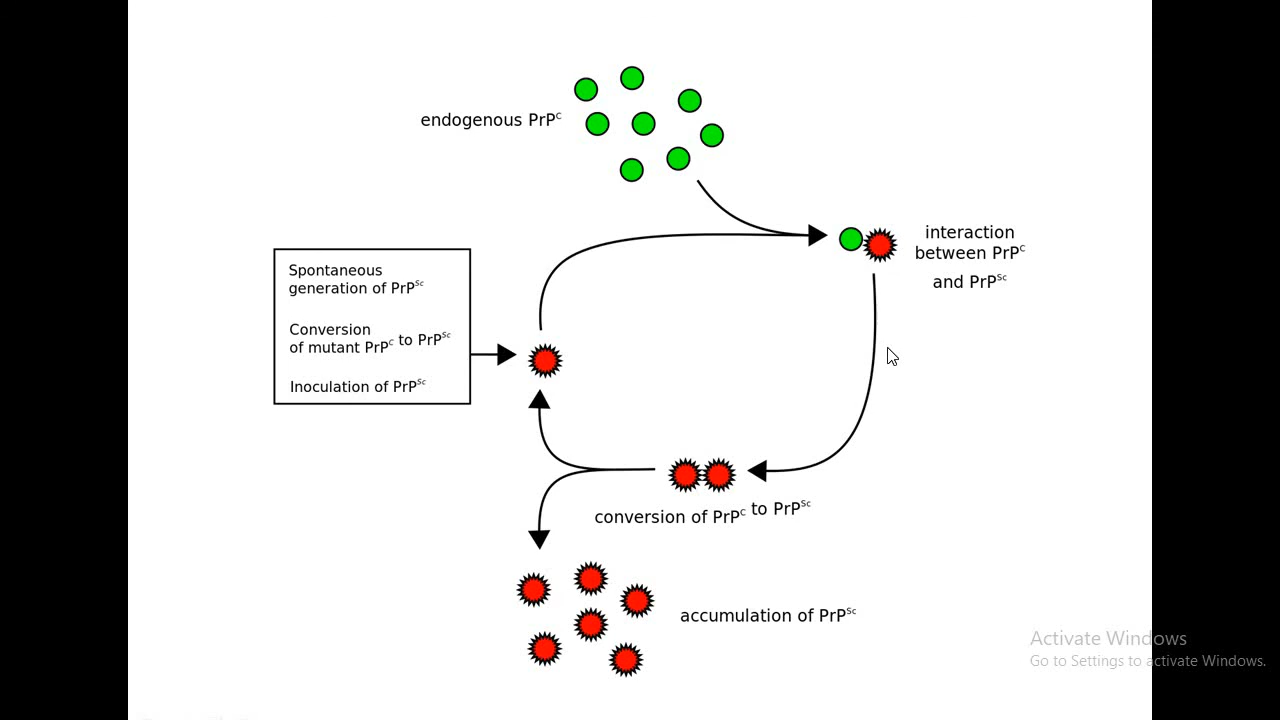 endogenous PrPc
interaction
between PrPc
and PrPSc
Spontaneous
generation of PrPSc
Conversion
of mutant PrPc to PrPSc
Inoculation of PrPSc
conversion of PrPc to PrPSc
accumulation of PrPSc
Activate Windows
Go to Settings to activate Windows.